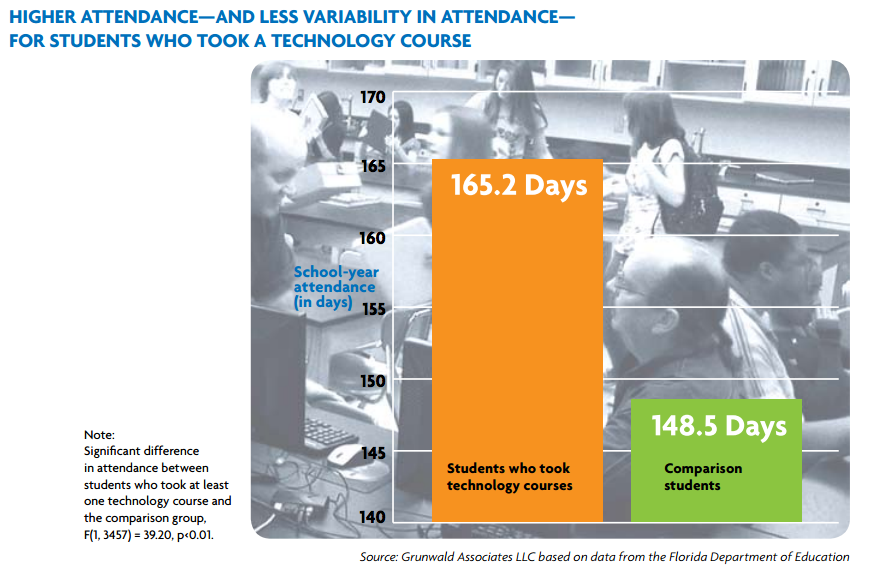 HIGHER ATTENDANCE—AND LESS VARIABILITY IN ATTENDANCE—
FOR STUDENTS WHO TOOK A TECHNOLOGY COURSE
170
165
160
155
150
145
140
School-year
attendance
(in days)
165.2 Days
Students who took
technology courses
148.5 Days
Comparison
students
Note:
Significant difference
in attendance between
students who took at least
one technology course and
the comparison group,
F(1, 3457) = 39.20, p<0.01.
Source: Grunwald Associates LLC based on data from the Florida Department of Education